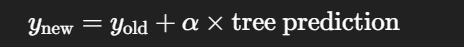 y_new = y_old + α × tree prediction